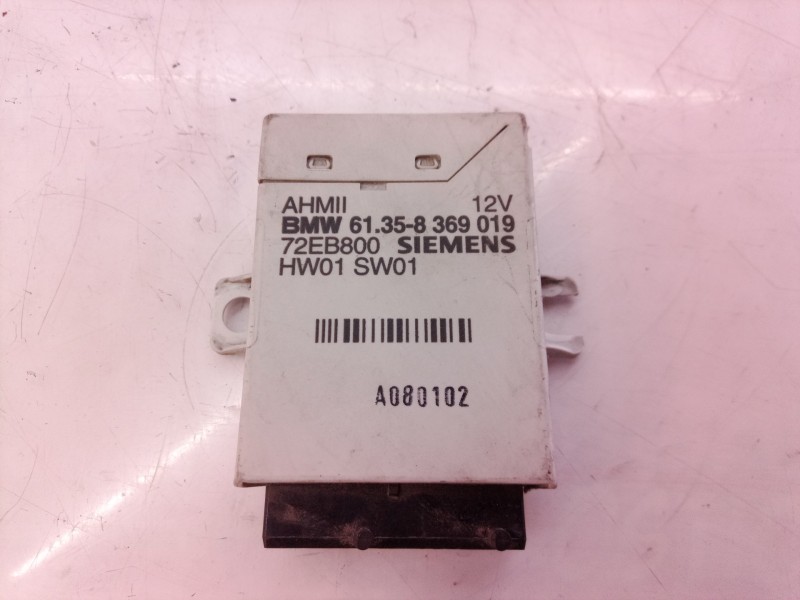 AHMII 12V
BMW 61.35-8 369 019
72EB800 SIEMENS
HW01 SW01
A080102